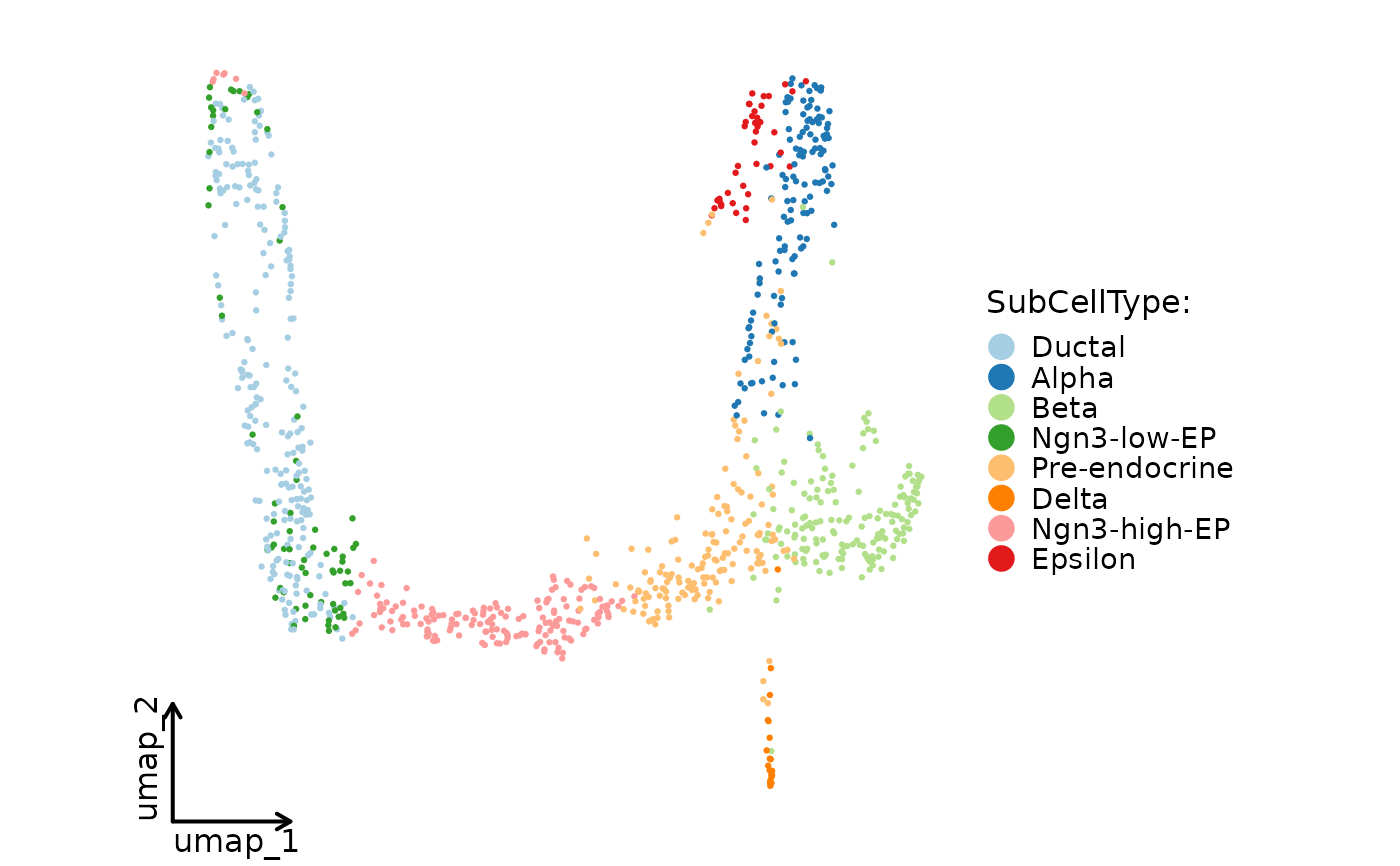 SubCellType:
Ductal
Alpha
Beta
Ngn3-low-EP
Pre-endocrine
Delta
Ngn3-high-EP
Epsilon
umap_2
umap_1